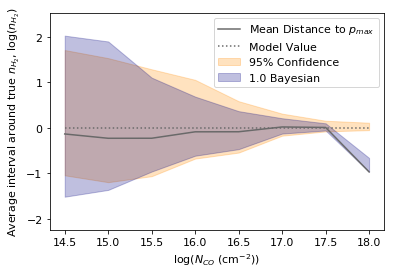 Average interval around true n_{H_2}, log(n_{H_2})
2
1
0
−1
−2
Mean Distance to p_{max}
Model Value
95% Confidence
1.0 Bayesian
14.5 15.0 15.5 16.0 16.5 17.0 17.5 18.0
log(N_{CO} (cm^{−2}))